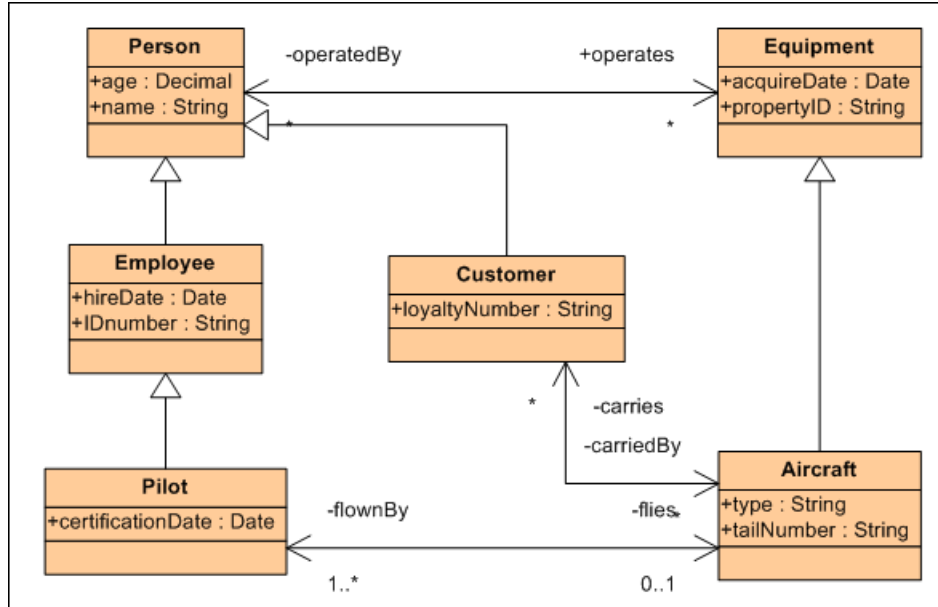 Person
+age : Decimal
+name : String
-operatedBy
+operates
*
*
Equipment
+acquireDate : Date
+propertyID : String
Employee
+hireDate : Date
+IDnumber : String
Customer
+loyaltyNumber : String
*
-carries
-carriedBy
Pilot
+certificationDate : Date
-flownBy
-flies
*
1..*
0..1
Aircraft
+type : String
+tailNumber : String